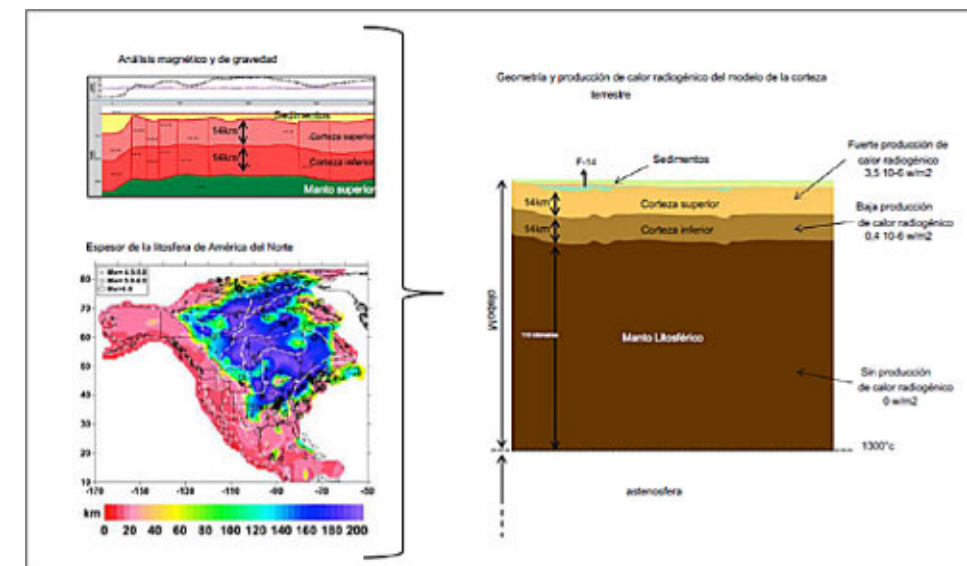 Análisis magnético y de gravedad
Sedimentos
14km
Corteza superior
14km
Corteza inferior
Manto superior
Espesor de la litosfera de América del Norte
80
70
60
50
40
30
20
10
-170 -150 -130 -110 -90 -70 -50
km
0 20 40 60 80 100 120 140 160 180 200
Geometría y producción de calor radiogénico del modelo de la corteza
terrestre
F-14
Sedimentos
14km
Corteza superior
14km
Corteza inferior
Modelo
Manto Litosférico
Fuerte producción de
calor radiogénico
3,5 10-6 w/m2
Baja producción
de calor radiogénico
0,4 10-6 w/m2
Sin producción
de calor radiogénico
0 w/m2
1300°c
astenosfera